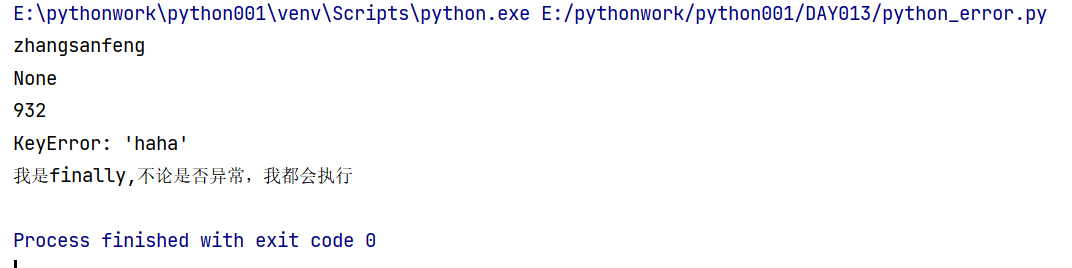 E:\pythonwork\python001\venv\Scripts\python.exe E:/pythonwork/python001/DAY013/python_error.py
zhangsanfeng
None
932
KeyError: 'haha'
我是finally,不论是否异常，我都会执行
Process finished with exit code 0